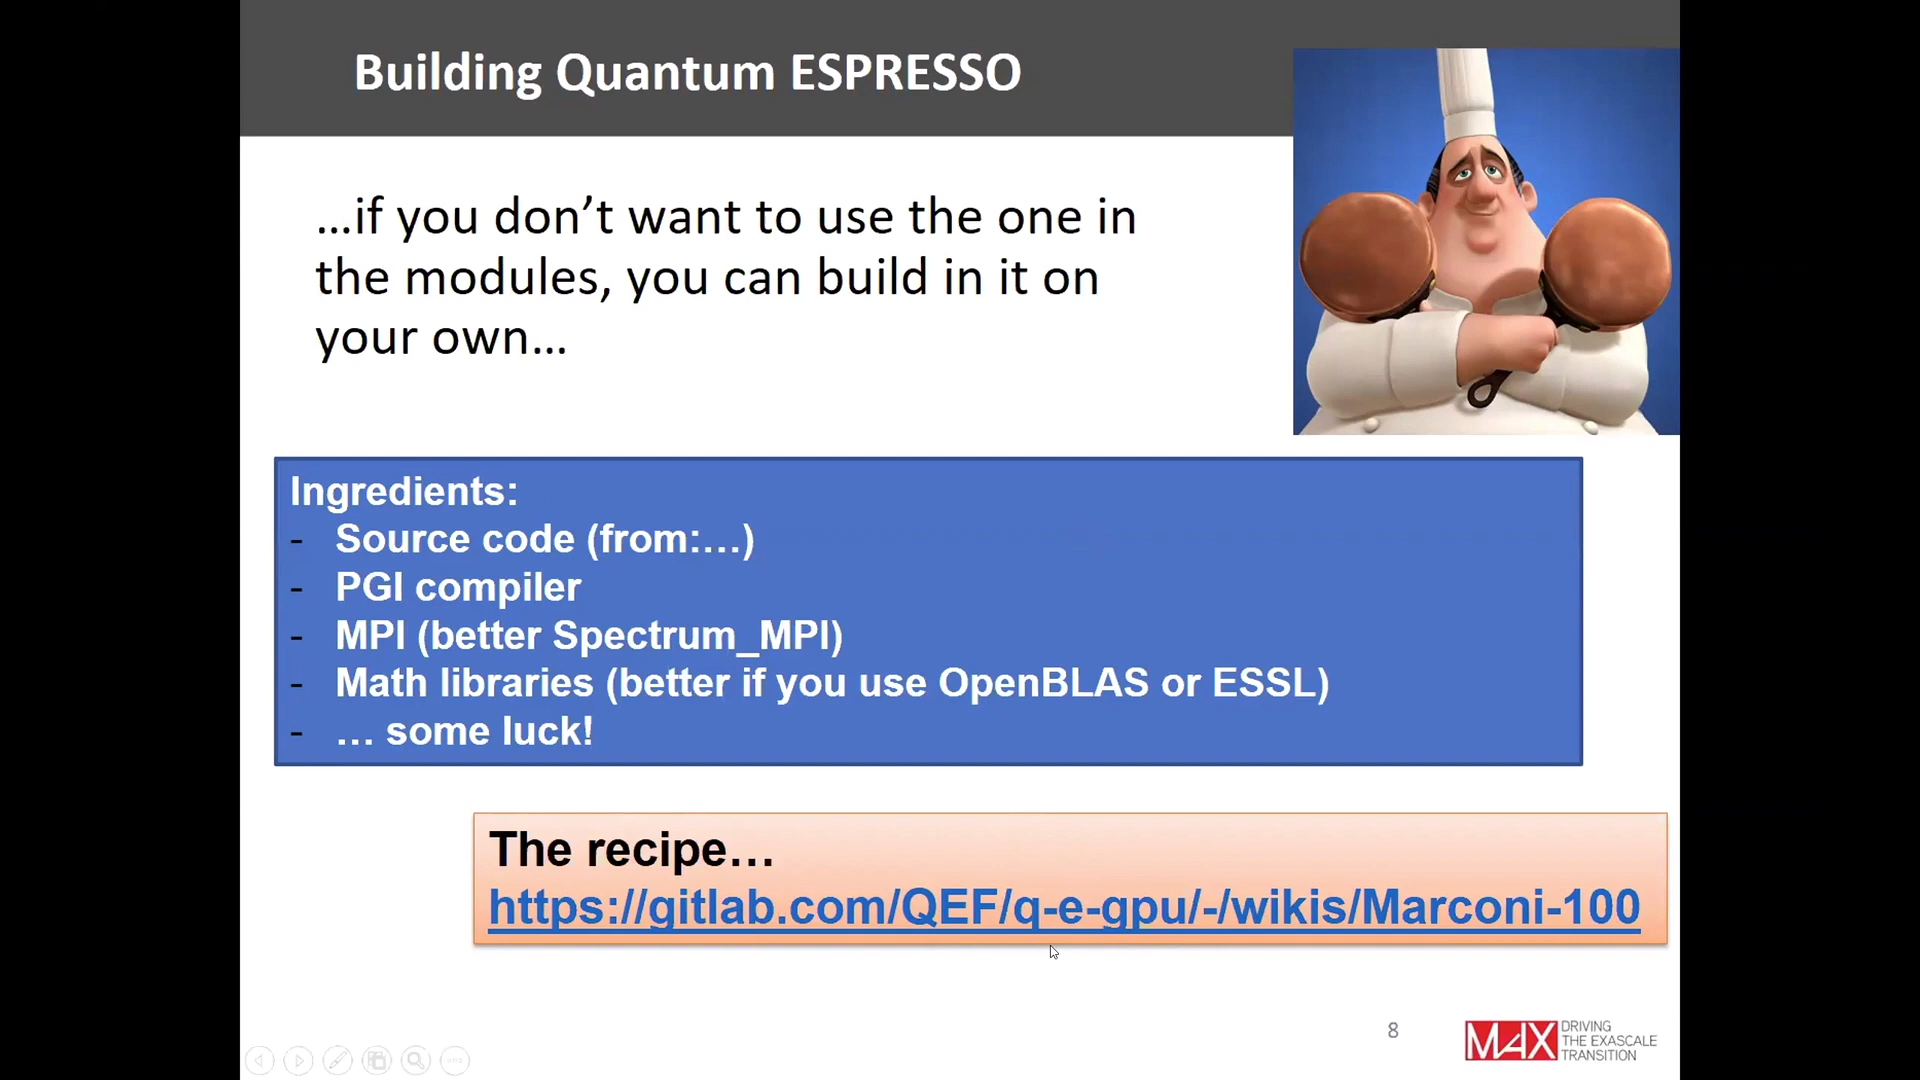 Building Quantum ESPRESSO
…if you don’t want to use the one in
the modules, you can build in it on
your own…
Ingredients:
- Source code (from:…)
- PGI compiler
- MPI (better Spectrum_MPI)
- Math libraries (better if you use OpenBLAS or ESSL)
- … some luck!
The recipe…
https://gitlab.com/QEF/q-e-gpu/-/wikis/Marconi-100
8
MAX
DRIVING
THE EXASCALE
TRANSITION